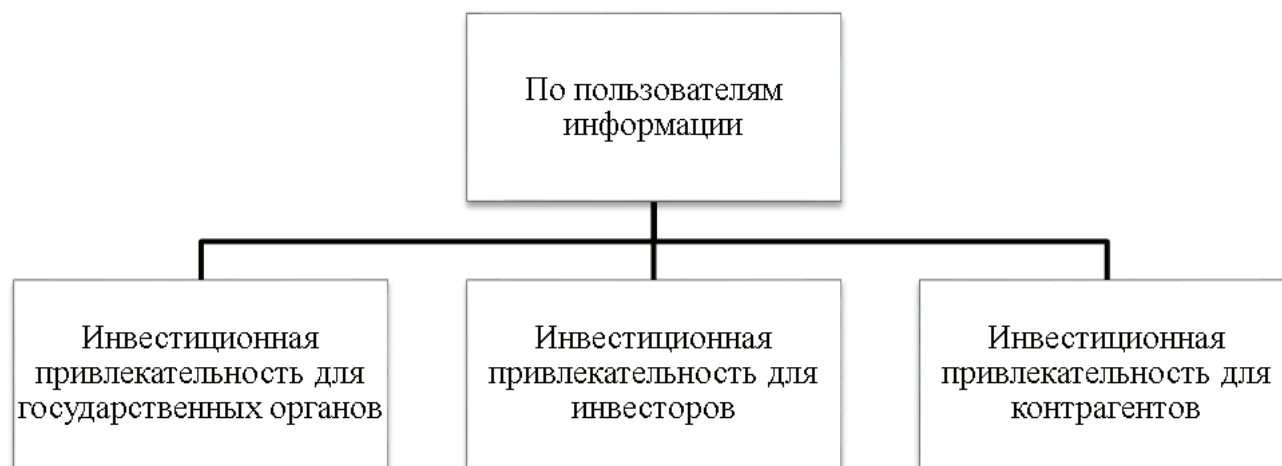 По пользователям
информации
Инвестиционная
привлекательность для
государственных органов
Инвестиционная
привлекательность для
инвесторов
Инвестиционная
привлекательность для
контрагентов